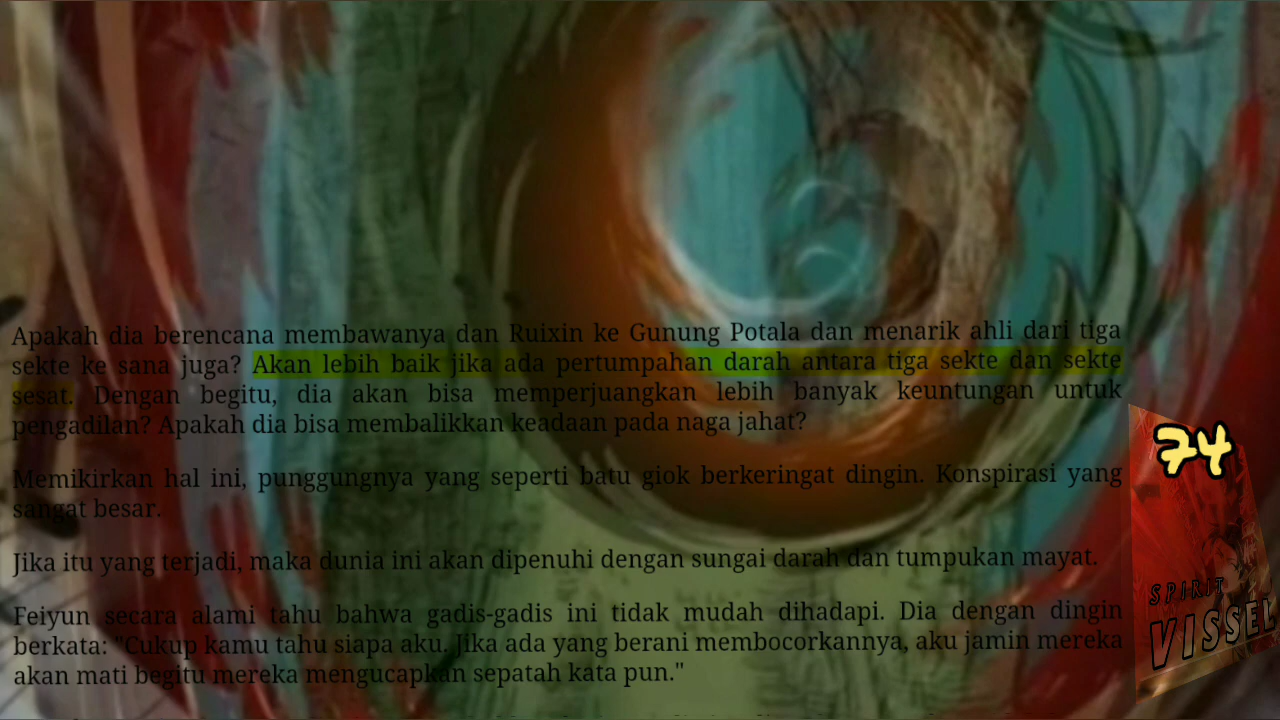 Apakah dia berencana membawanya dan Ruixin ke Gunung Potala dan menarik ahli dari tiga
sekte ke sana juga? Akan lebih baik jika ada pertumpahan darah antara tiga sekte dan sekte
sesat. Dengan begitu, dia akan bisa memperjuangkan lebih banyak keuntungan untuk
pengadilan? Apakah dia bisa membalikkan keadaan pada naga jahat?
Memikirkan hal ini, punggungnya yang seperti batu giok berkeringat dingin. Konspirasi yang
sangat besar.
Jika itu yang terjadi, maka dunia ini akan dipenuhi dengan sungai darah dan tumpukan mayat.
Feiyun secara alami tahu bahwa gadis-gadis ini tidak mudah dihadapi. Dia dengan dingin
berkata: "Cukup kamu tahu siapa aku. Jika ada yang berani membocorkannya, aku jamin mereka
akan mati begitu mereka mengucapkan sepatah kata pun."
74
SPIRIT
VISSEL